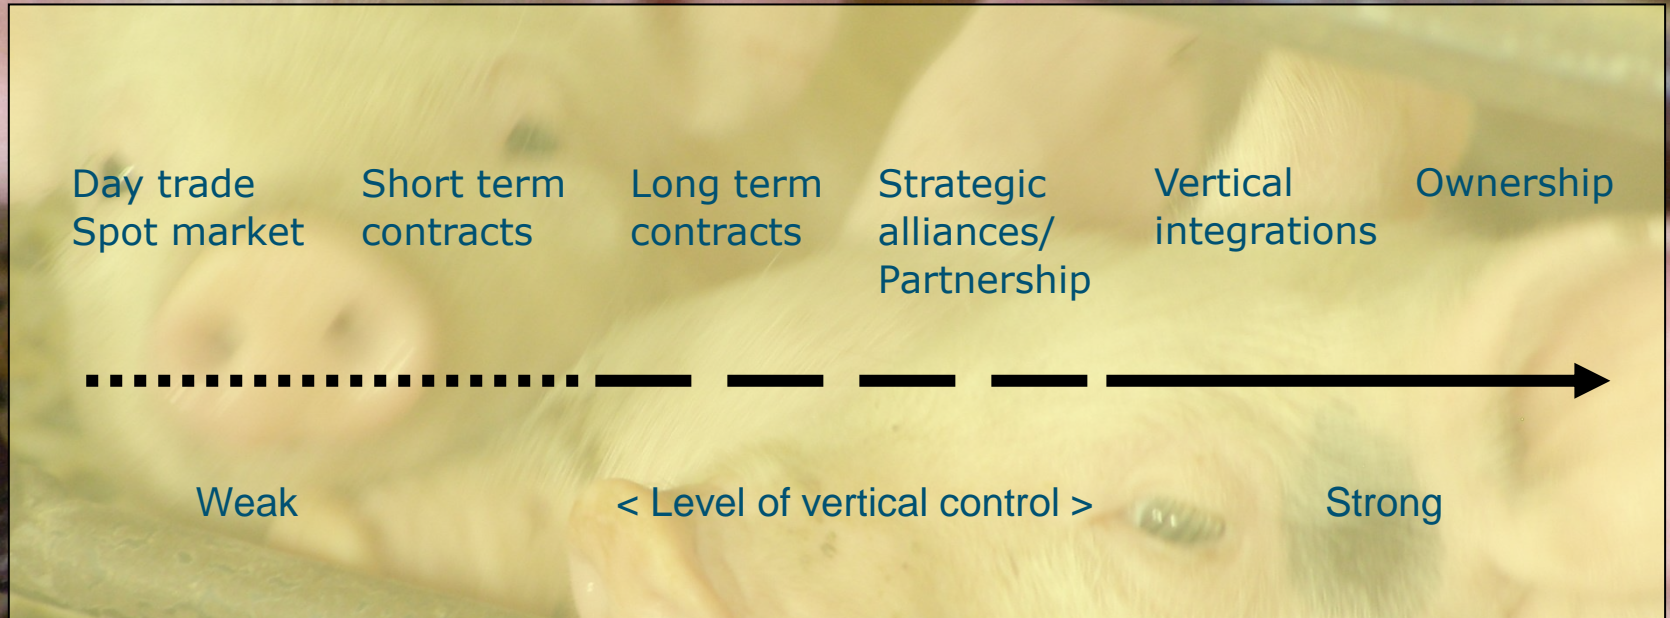 Day trade
Spot market
Short term
contracts
Long term
contracts
Strategic
alliances/
Partnership
Vertical
integrations
Ownership
Weak
< Level of vertical control >
Strong